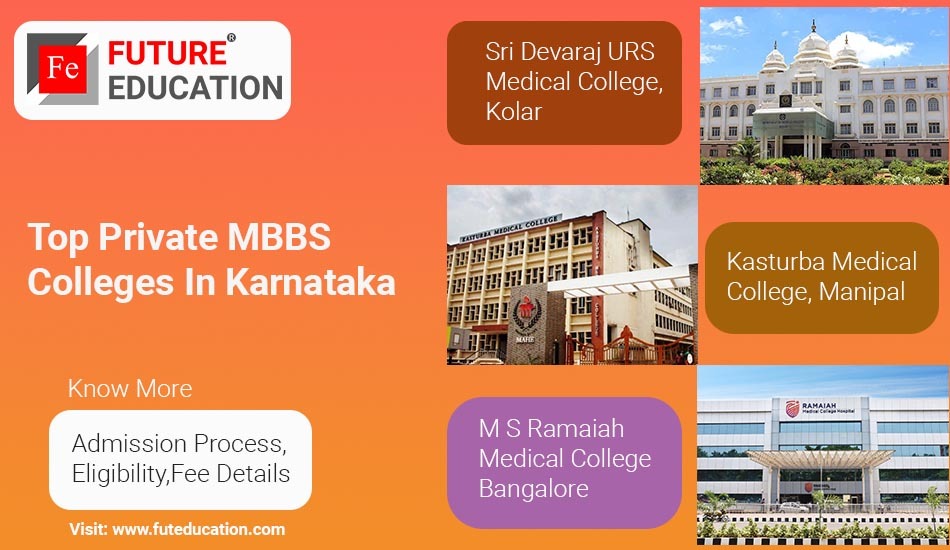 Fe
FUTURE®
EDUCATION
Top Private MBBS
Colleges In Karnataka
Know More
Admission Process,
Eligibility,Fee Details
Visit: www.futeducation.com
Sri Devaraj URS
Medical College,
Kolar
KASTURBA MEDICAL COLLEGE
Kasturba Medical
College, Manipal
M S Ramaiah
Medical College
Bangalore
RAMAIAH
Medical College Hospital
RAMAIAH